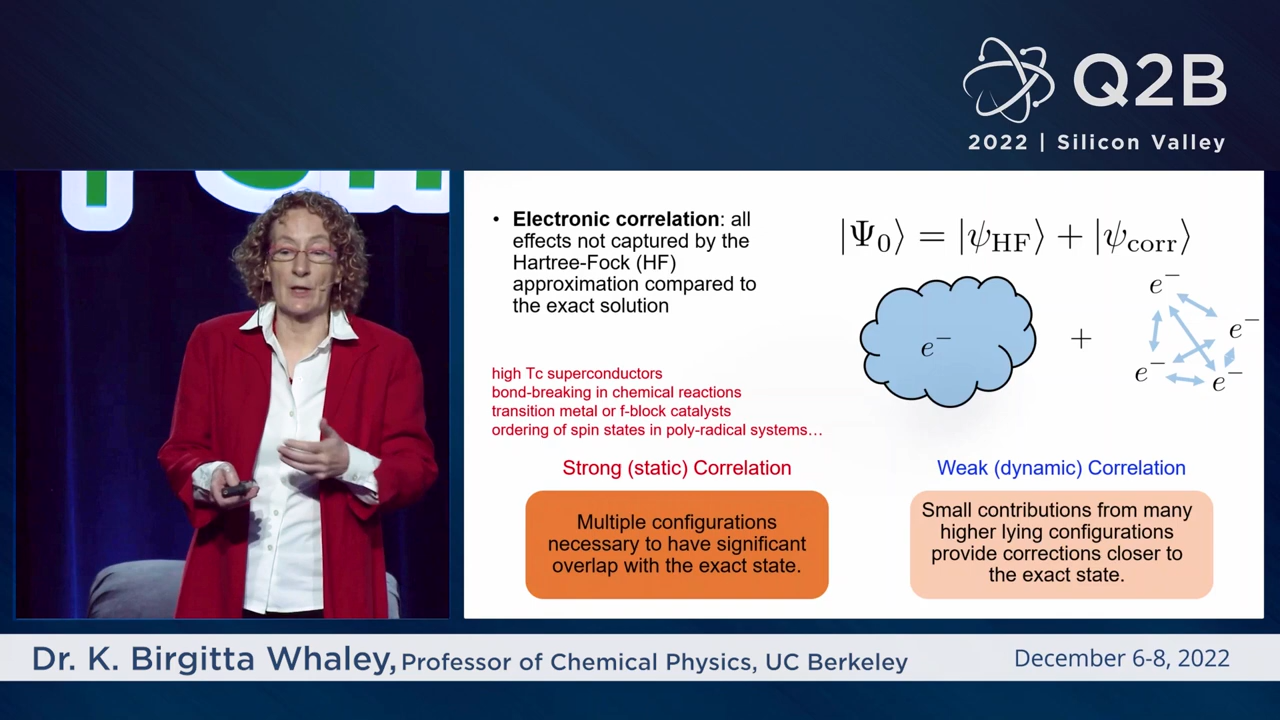 Q2B
2022 | Silicon Valley
• Electronic correlation: all
effects not captured by the
Hartree-Fock (HF)
approximation compared to
the exact solution
|Ψ₀⟩ = |ψ_HF⟩ + |ψ_corr⟩
e⁻
+
e⁻
e⁻
e⁻
e⁻
high Tc superconductors
bond-breaking in chemical reactions
transition metal or f-block catalysts
ordering of spin states in poly-radical systems…
Strong (static) Correlation
Multiple configurations
necessary to have significant
overlap with the exact state.
Weak (dynamic) Correlation
Small contributions from many
higher lying configurations
provide corrections closer to
the exact state.
Dr. K. Birgitta Whaley, Professor of Chemical Physics, UC Berkeley
December 6-8, 2022